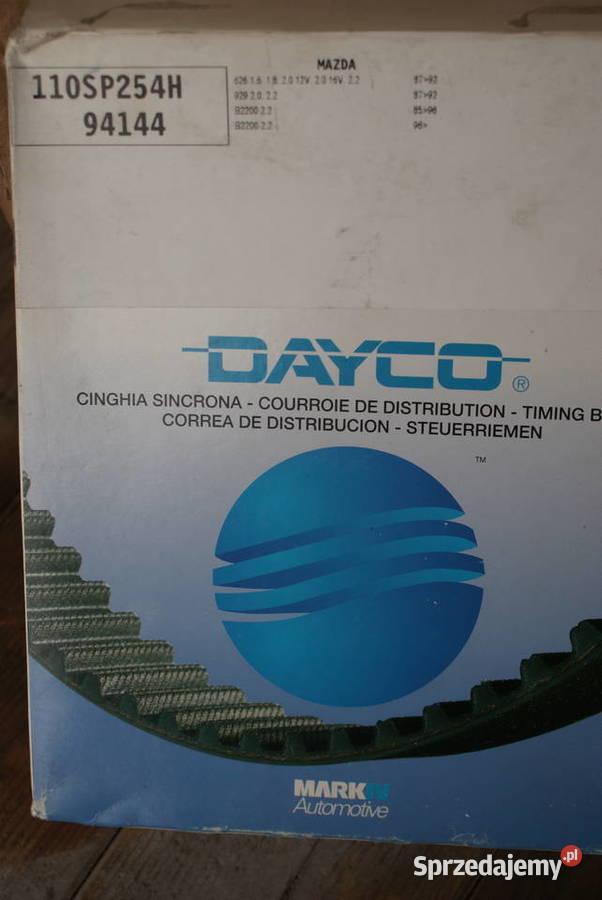 MAZDA
110SP254H
94144
626 1.6 1.8 2.0 12V 2.0 16V 2.2 87>92
929 2.0 2.2 87>92
B2200 2.2 85>96
B2200 2.2 96>
DAYCO ®
CINGHIA SINCRONA - COURROIE DE DISTRIBUTION - TIMING B
CORREA DE DISTRIBUCION - STEUERRIEMEN
TM
MARK IV
Automotive
Sprzedajemy.pl